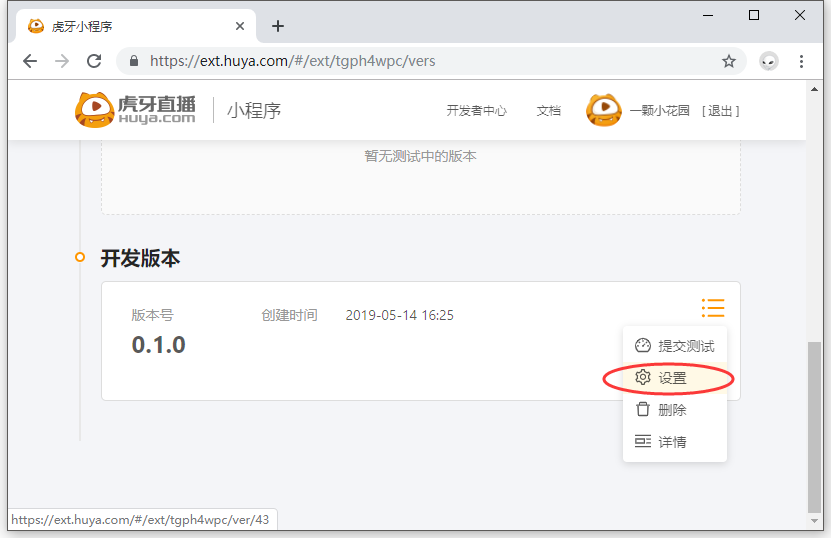 虎牙小程序
https://ext.huya.com/#/ext/tgph4wpc/vers
虎牙直播
HUYA.com
小程序
开发者中心 文档 一颗小花园 [ 退出 ]
暂无测试中的版本
开发版本
版本号 创建时间 2019-05-14 16:25
0.1.0
提交测试
设置
删除
详情
https://ext.huya.com/#/ext/tgph4wpc/ver/43